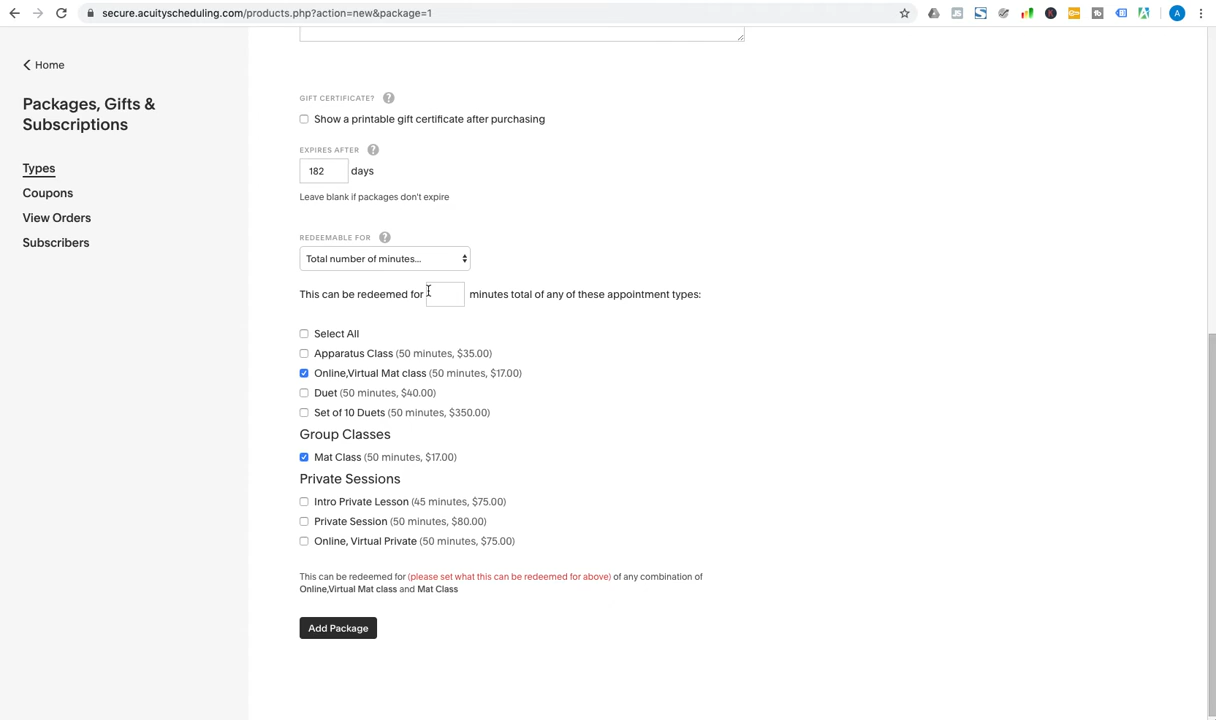 secure.acuityscheduling.com/products.php?action=new&package=1
A
Home
Packages, Gifts &
Subscriptions
Types
Coupons
View Orders
Subscribers
GIFT CERTIFICATE? ?
Show a printable gift certificate after purchasing
EXPIRES AFTER ?
182 days
Leave blank if packages don't expire
REDEEMABLE FOR ?
Total number of minutes...
This can be redeemed for minutes total of any of these appointment types:
Select All
Apparatus Class (50 minutes, $35.00)
Online,Virtual Mat class (50 minutes, $17.00)
Duet (50 minutes, $40.00)
Set of 10 Duets (50 minutes, $350.00)
Group Classes
Mat Class (50 minutes, $17.00)
Private Sessions
Intro Private Lesson (45 minutes, $75.00)
Private Session (50 minutes, $80.00)
Online, Virtual Private (50 minutes, $75.00)
This can be redeemed for (please set what this can be redeemed for above) of any combination of
Online,Virtual Mat class and Mat Class
Add Package